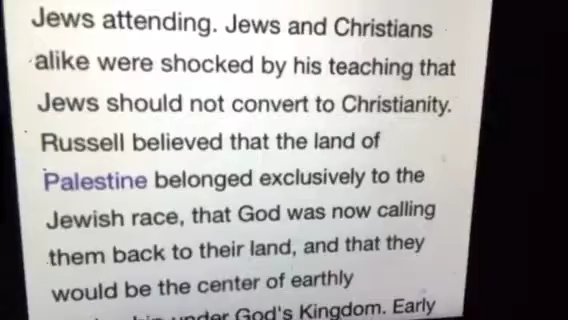 Jews attending. Jews and Christians
alike were shocked by his teaching that
Jews should not convert to Christianity.
Russell believed that the land of
Palestine belonged exclusively to the
Jewish race, that God was now calling
them back to their land, and that they
would be the center of earthly
under God's Kingdom. Early